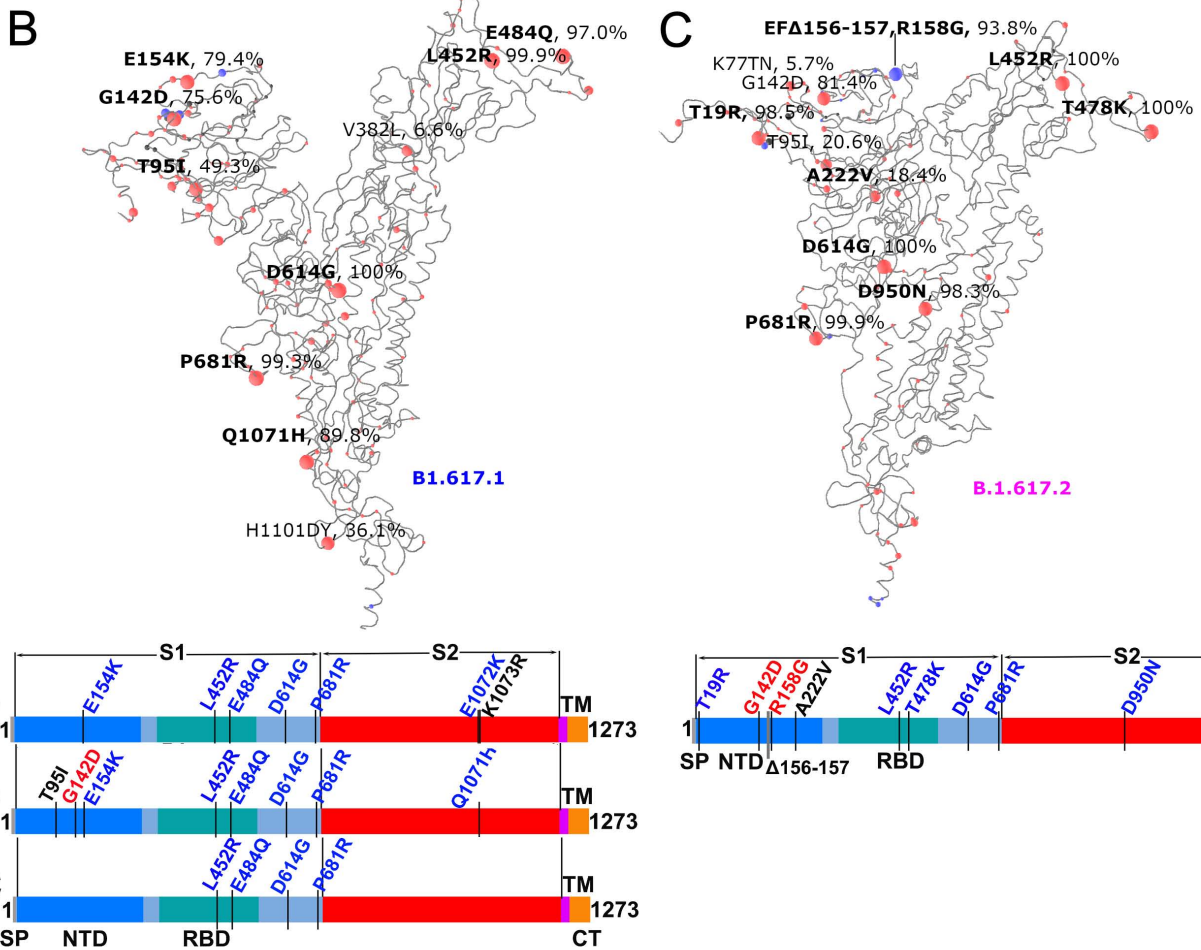 B
E484Q, 97.0%
L452R, 99.9%
E154K, 79.4%
G142D, 75.6%
V382L, 6.6%
T95I, 49.3%
D614G, 100%
P681R, 99.3%
Q1071H, 89.8%
B1.617.1
H1101DY, 36.1%
C
EFΔ156-157,R158G, 93.8%
K77TN, 5.7%
L452R, 100%
G142D, 81.4%
T19R, 98.5%
T478K, 100%
T95I, 20.6%
A222V, 18.4%
D614G, 100%
D950N, 98.3%
P681R, 99.9%
B.1.617.2
S1 S2
E154K L452R E484Q D614G P681R E1072K K1073R
TM
1 1273
T95I G142D E154K L452R E484Q D614G P681R Q1071h
TM
1 1273
L452R E484Q D614G P681R
TM
1 1273
SP NTD RBD CT
S1 S2
T19R G142D R158G A222V L452R T478K D614G P681R D950N
1
SP NTD Δ156-157 RBD